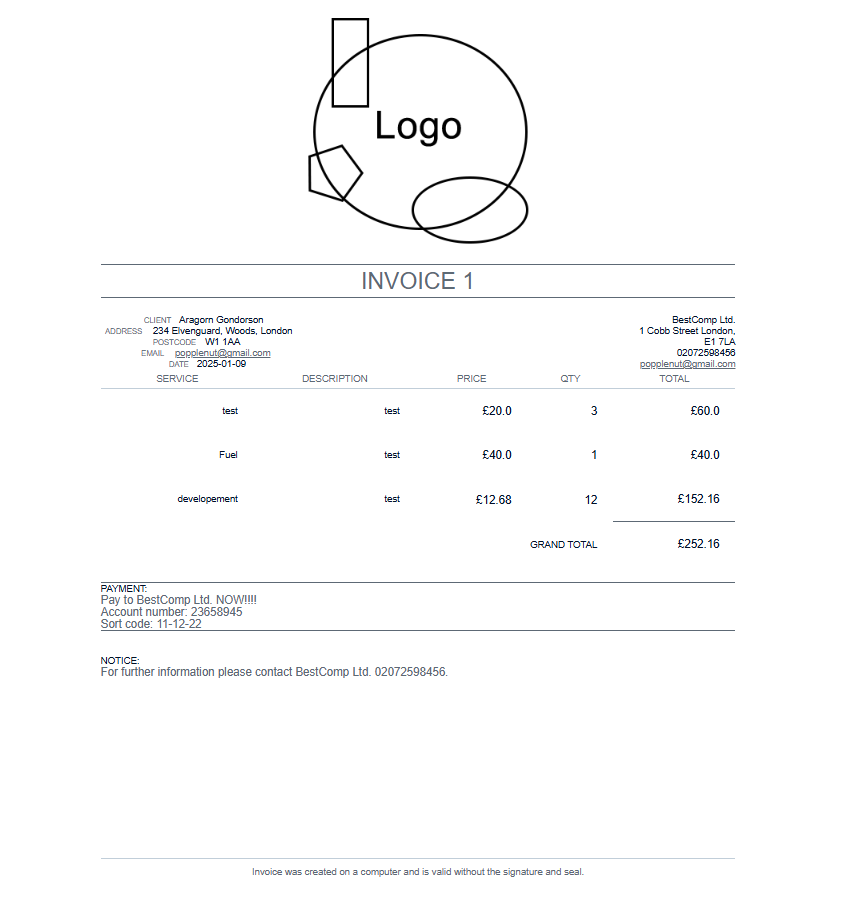 Logo
INVOICE 1
CLIENT Aragorn Gondorson
ADDRESS 234 Elvenguard, Woods, London
POSTCODE W1 1AA
EMAIL popplenut@gmail.com
DATE 2025-01-09
BestComp Ltd.
1 Cobb Street London,
E1 7LA
02072598456
popplenut@gmail.com
SERVICE DESCRIPTION PRICE QTY TOTAL
test test £20.0 3 £60.0
Fuel test £40.0 1 £40.0
developement test £12.68 12 £152.16
GRAND TOTAL £252.16
PAYMENT:
Pay to BestComp Ltd. NOW!!!!
Account number: 23658945
Sort code: 11-12-22
NOTICE:
For further information please contact BestComp Ltd. 02072598456.
Invoice was created on a computer and is valid without the signature and seal.